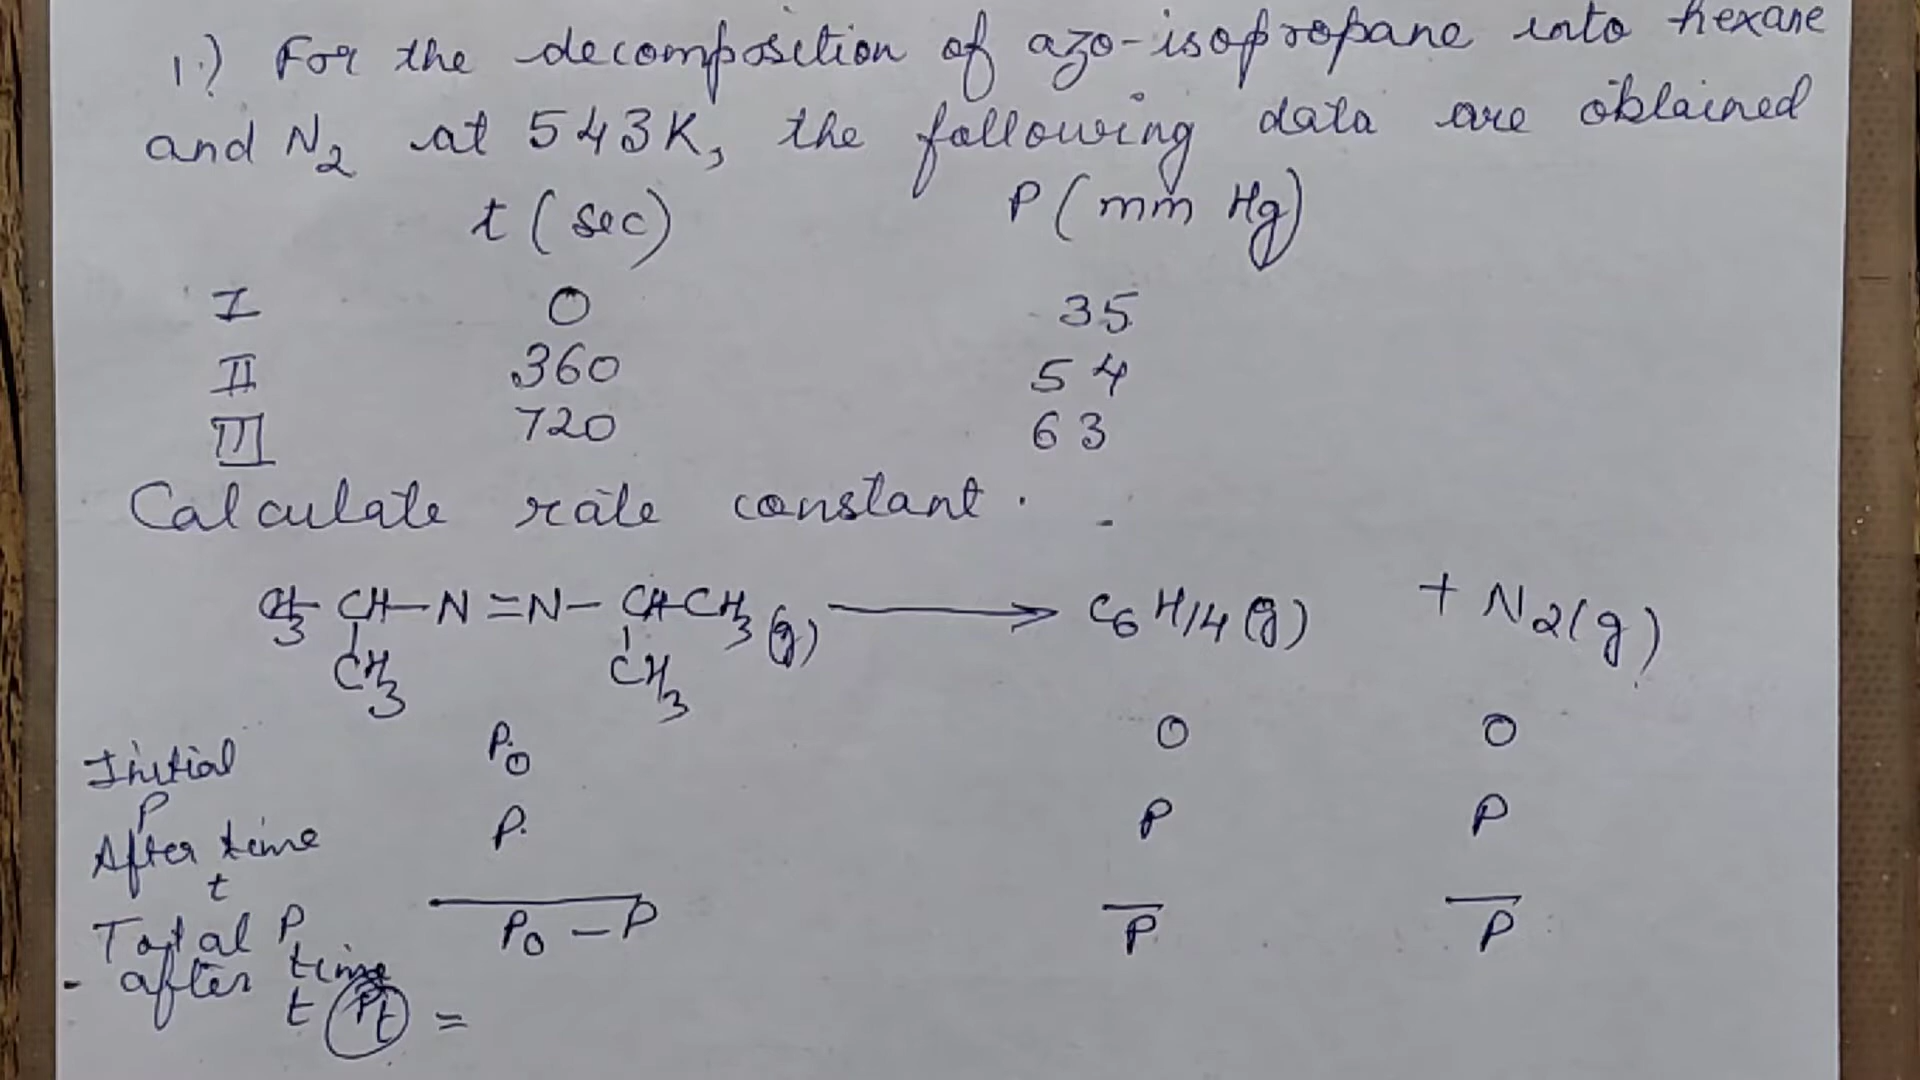 1.) For the decomposition of azo-isopropane into hexane
and N2 at 543K, the following data are obtained
t (sec) P (mm Hg)
I 0 35
II 360 54
III 720 63
Calculate rate constant.
CH3-CH-N=N-CH-CH3(g) → C6H14(g) + N2(g)
CH3 CH3
Initial P P0 0 0
After time t P P P
Total P after time t (Pt) = P0-P P P